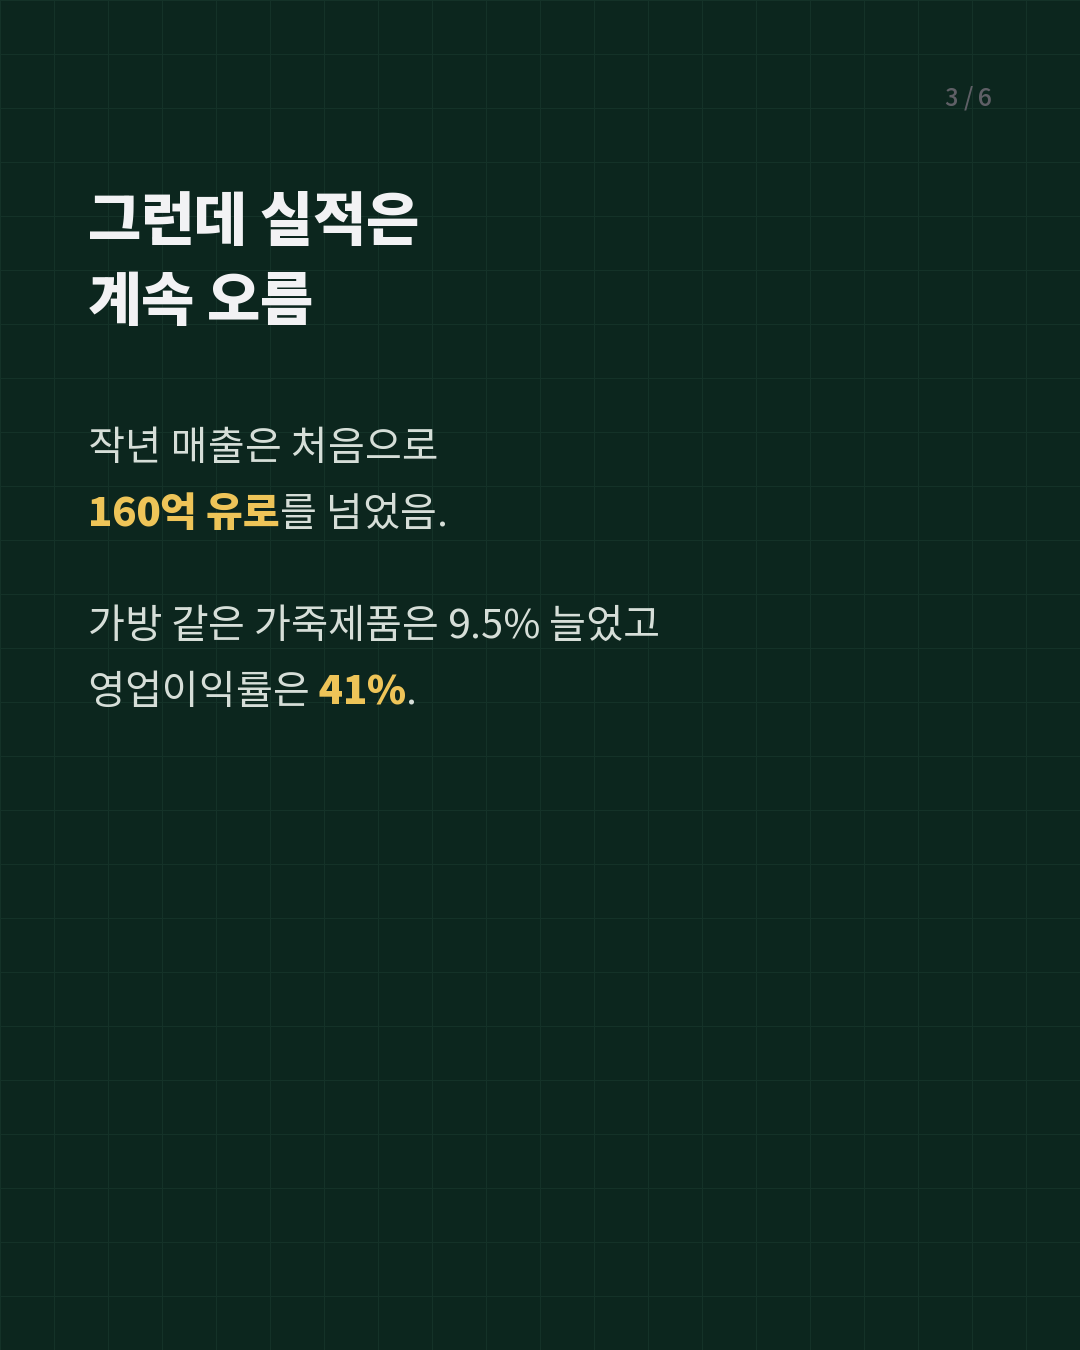 3 / 6
그런데 실적은
계속 오름
작년 매출은 처음으로
160억 유로를 넘었음.
가방 같은 가죽제품은 9.5% 늘었고
영업이익률은 41%.